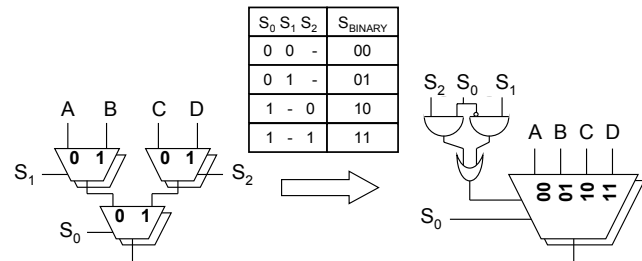 S0 S1 S2 SBINARY
0 0 - 00
0 1 - 01
1 - 0 10
1 - 1 11
A B C D
0 1 0 1
S1 S2
0 1
S0
S2 S0 S1
A B C D
00 01 10 11
S0